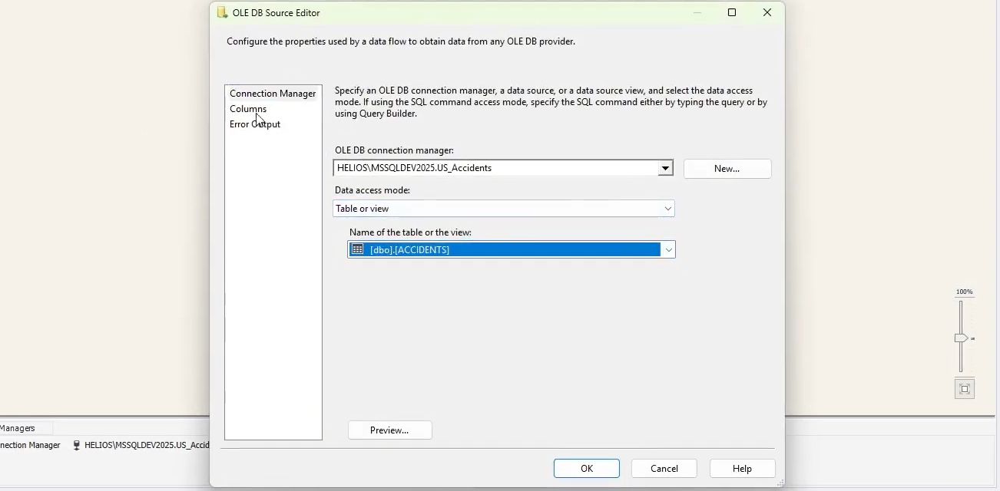 OLE DB Source Editor
Configure the properties used by a data flow to obtain data from any OLE DB provider.
Connection Manager
Columns
Error Output
Specify an OLE DB connection manager, a data source, or a data source view, and select the data access
mode. If using the SQL command access mode, specify the SQL command either by typing the query or by
using Query Builder.
OLE DB connection manager:
HELIOS\MSSQLDEV2025.US_Accidents
New...
Data access mode:
Table or view
Name of the table or the view:
[dbo].[ACCIDENTS]
Preview...
OK
Cancel
Help
100%
Managers
nection Manager
HELIOS\MSSQLDEV2025.US_Accid